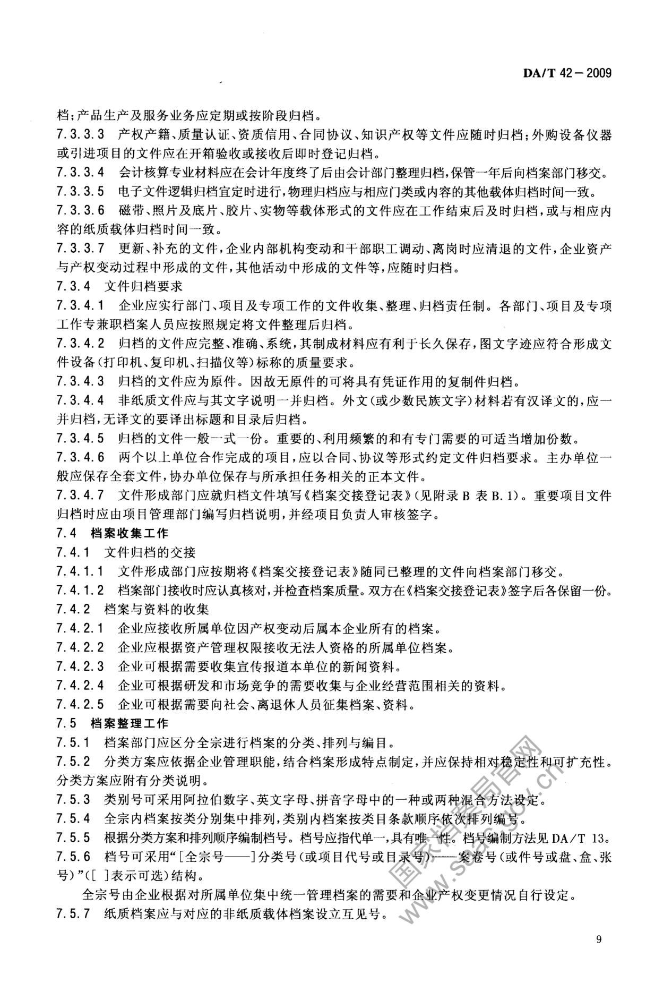 DA/T 42－2009
档；产品生产及服务业务应定期或按阶段归档。
7.3.3.3 产权产籍、质量认证、资质信用、合同协议、知识产权等文件应随时归档；外购设备仪器
或引进项目的文件应在开箱验收或接收后即时登记归档。
7.3.3.4 会计核算专业材料应在会计年度终了后由会计部门整理归档，保管一年后向档案部门移交。
7.3.3.5 电子文件逻辑归档宜定时进行，物理归档应与相应门类或内容的其他载体归档时间一致。
7.3.3.6 磁带、照片及底片、胶片、实物等载体形式的文件应在工作结束后及时归档，或与相应内
容的纸质载体归档时间一致。
7.3.3.7 更新、补充的文件，企业内部机构变动和干部职工调动、离岗时应清退的文件，企业资产
与产权变动过程中形成的文件，其他活动中形成的文件等，应随时归档。
7.3.4 文件归档要求
7.3.4.1 企业应实行部门、项目及专项工作的文件收集、整理、归档责任制。各部门、项目及专项
工作专兼职档案人员应按照规定将文件整理后归档。
7.3.4.2 归档的文件应完整、准确、系统，其制成材料应有利于长久保存，图文字迹应符合形成文
件设备（打印机、复印机、扫描仪等）标称的质量要求。
7.3.4.3 归档的文件应为原件。因故无原件的可将具有凭证作用的复制件归档。
7.3.4.4 非纸质文件应与其文字说明一并归档。外文（或少数民族文字）材料若有汉译文的，应一
并归档，无译文的要译出标题和目录后归档。
7.3.4.5 归档的文件一般一式一份。重要的、利用频繁的和有专门需要的可适当增加份数。
7.3.4.6 两个以上单位合作完成的项目，应以合同、协议等形式约定文件归档要求。主办单位一
般应保存全套文件，协办单位保存与所承担任务相关的正本文件。
7.3.4.7 文件形成部门应就归档文件填写《档案交接登记表》（见附录 B 表 B.1）。重要项目文件
归档时应由项目管理部门编写归档说明，并经项目负责人审核签字。
7.4 档案收集工作
7.4.1 文件归档的交接
7.4.1.1 文件形成部门应按期将《档案交接登记表》随同已整理的文件向档案部门移交。
7.4.1.2 档案部门接收时应认真核对，并检查档案质量。双方在《档案交接登记表》签字后各保留一份。
7.4.2 档案与资料的收集
7.4.2.1 企业应接收所属单位因产权变动后属本企业所有的档案。
7.4.2.2 企业应根据资产管理权限接收无法人资格的所属单位档案。
7.4.2.3 企业可根据需要收集宣传报道本单位的新闻资料。
7.4.2.4 企业可根据研发和市场竞争的需要收集与企业经营范围相关的资料。
7.4.2.5 企业可根据需要向社会、离退休人员征集档案、资料。
7.5 档案整理工作
7.5.1 档案部门应区分全宗进行档案的分类、排列与编目。
7.5.2 分类方案应依据企业管理职能，结合档案形成特点制定，并应保持相对稳定性和可扩充性。
分类方案应附有分类说明。
7.5.3 类别号可采用阿拉伯数字、英文字母、拼音字母中的一种或两种混合方法设定。
7.5.4 全宗内档案按类分别集中排列，类别内档案按类目条款顺序依次排列编号。
7.5.5 根据分类方案和排列顺序编制档号。档号应指代单一，具有唯一性。档号编制方法见 DA/T 13。
7.5.6 档号可采用“[全宗号——]分类号（或项目代号或目录号）——案卷号（或件号或盘、盒、张
号）”（[ ]表示可选）结构。
全宗号由企业根据对所属单位集中统一管理档案的需要和企业产权变更情况自行设定。
7.5.7 纸质档案应与对应的非纸质载体档案设立互见号。
国家档案局官网
www.saac.gov.cn
9